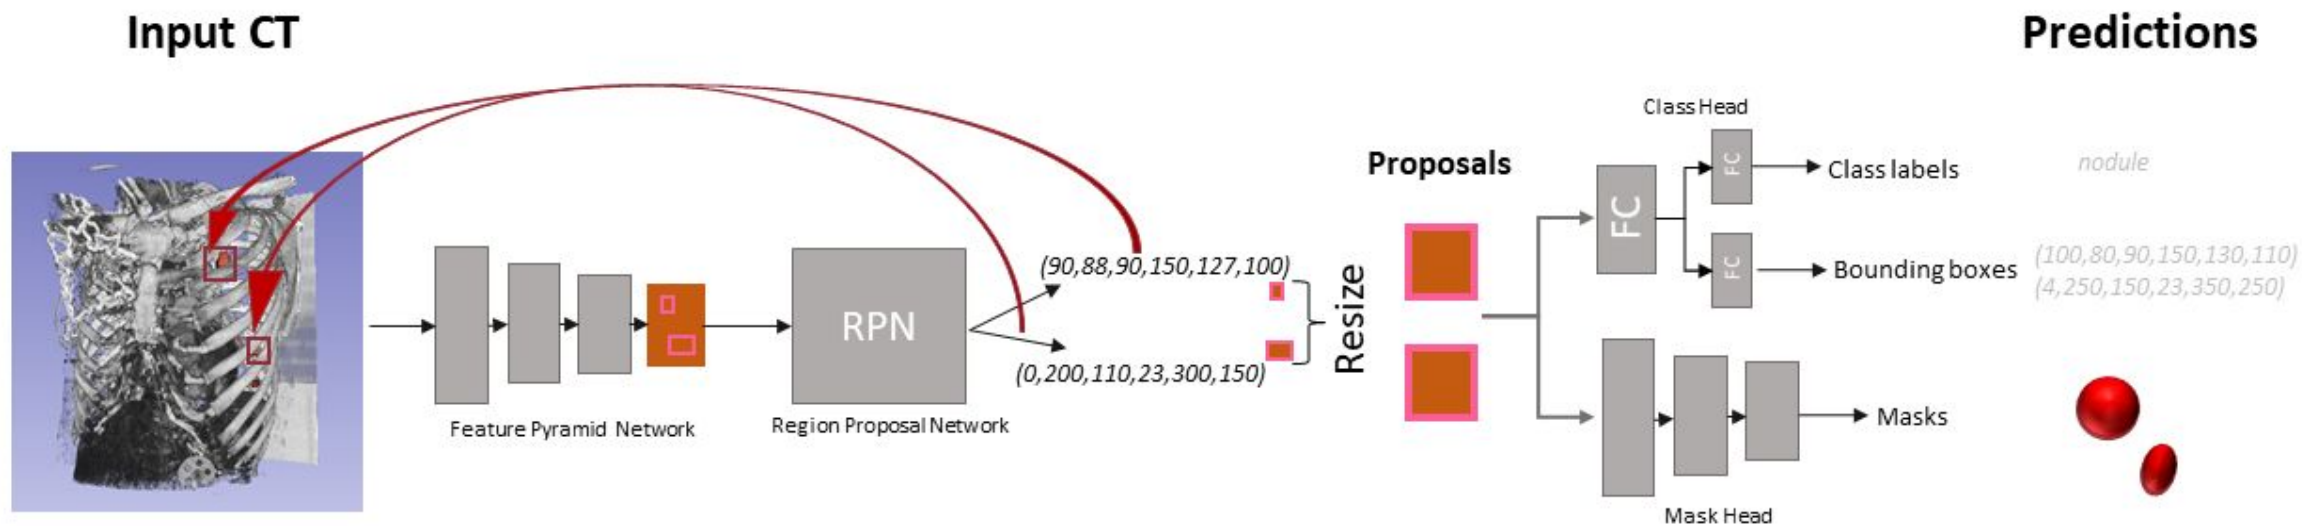 Input CT
Predictions
Class Head
Proposals
FC
FC
Class labels
nodule
FC
Bounding boxes
(100,80,90,150,130,110)
(4,250,150,23,350,250)
(90,88,90,150,127,100)
RPN
Resize
(0,200,110,23,300,150)
Feature Pyramid Network
Region Proposal Network
Masks
Mask Head